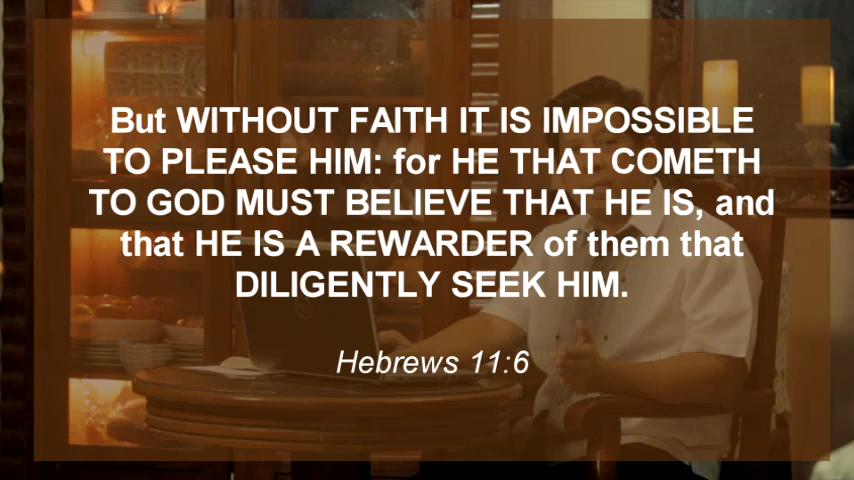 But WITHOUT FAITH IT IS IMPOSSIBLE
TO PLEASE HIM: for HE THAT COMETH
TO GOD MUST BELIEVE THAT HE IS, and
that HE IS A REWARDER of them that
DILIGENTLY SEEK HIM.
Hebrews 11:6